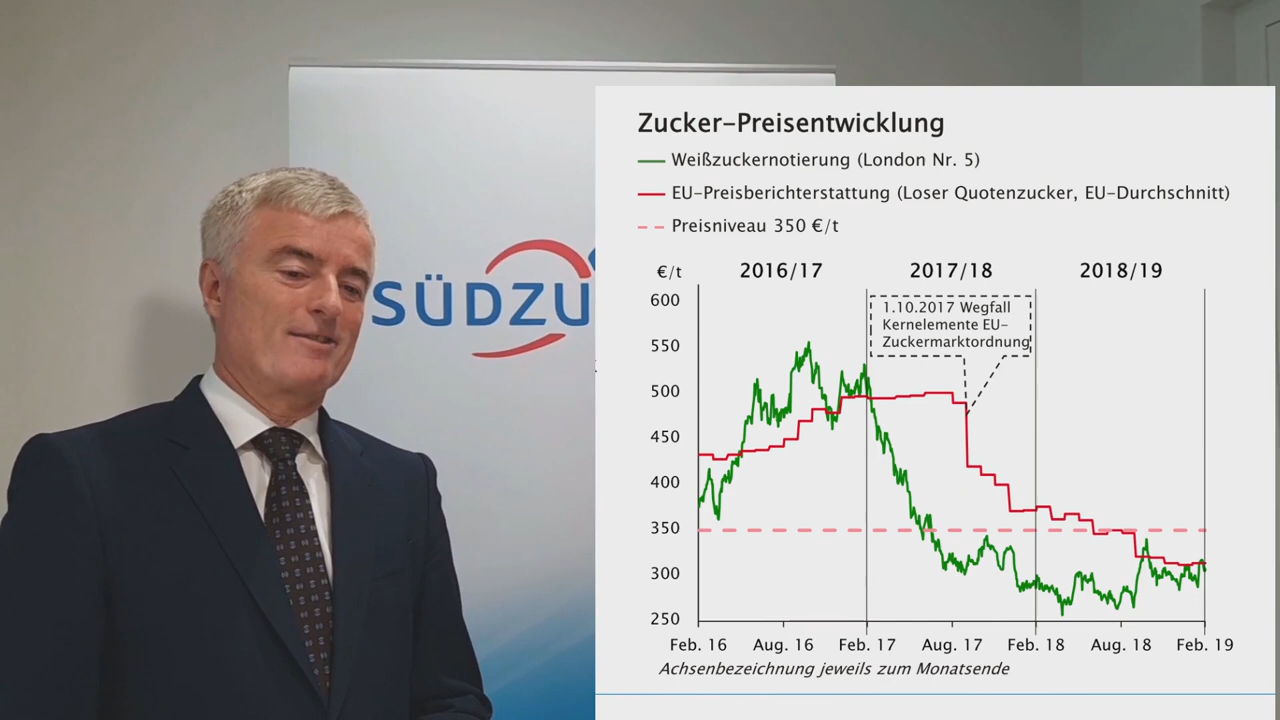 SÜDZU
Zucker-Preisentwicklung
Weißzuckernotierung (London Nr. 5)
EU-Preisberichterstattung (Loser Quotenzucker, EU-Durchschnitt)
Preisniveau 350 €/t
€/t
2016/17
2017/18
2018/19
1.10.2017 Wegfall
Kernelemente EU-
Zuckermarktordnung
600
550
500
450
400
350
300
250
Feb. 16
Aug. 16
Feb. 17
Aug. 17
Feb. 18
Aug. 18
Feb. 19
Achsenbezeichnung jeweils zum Monatsende